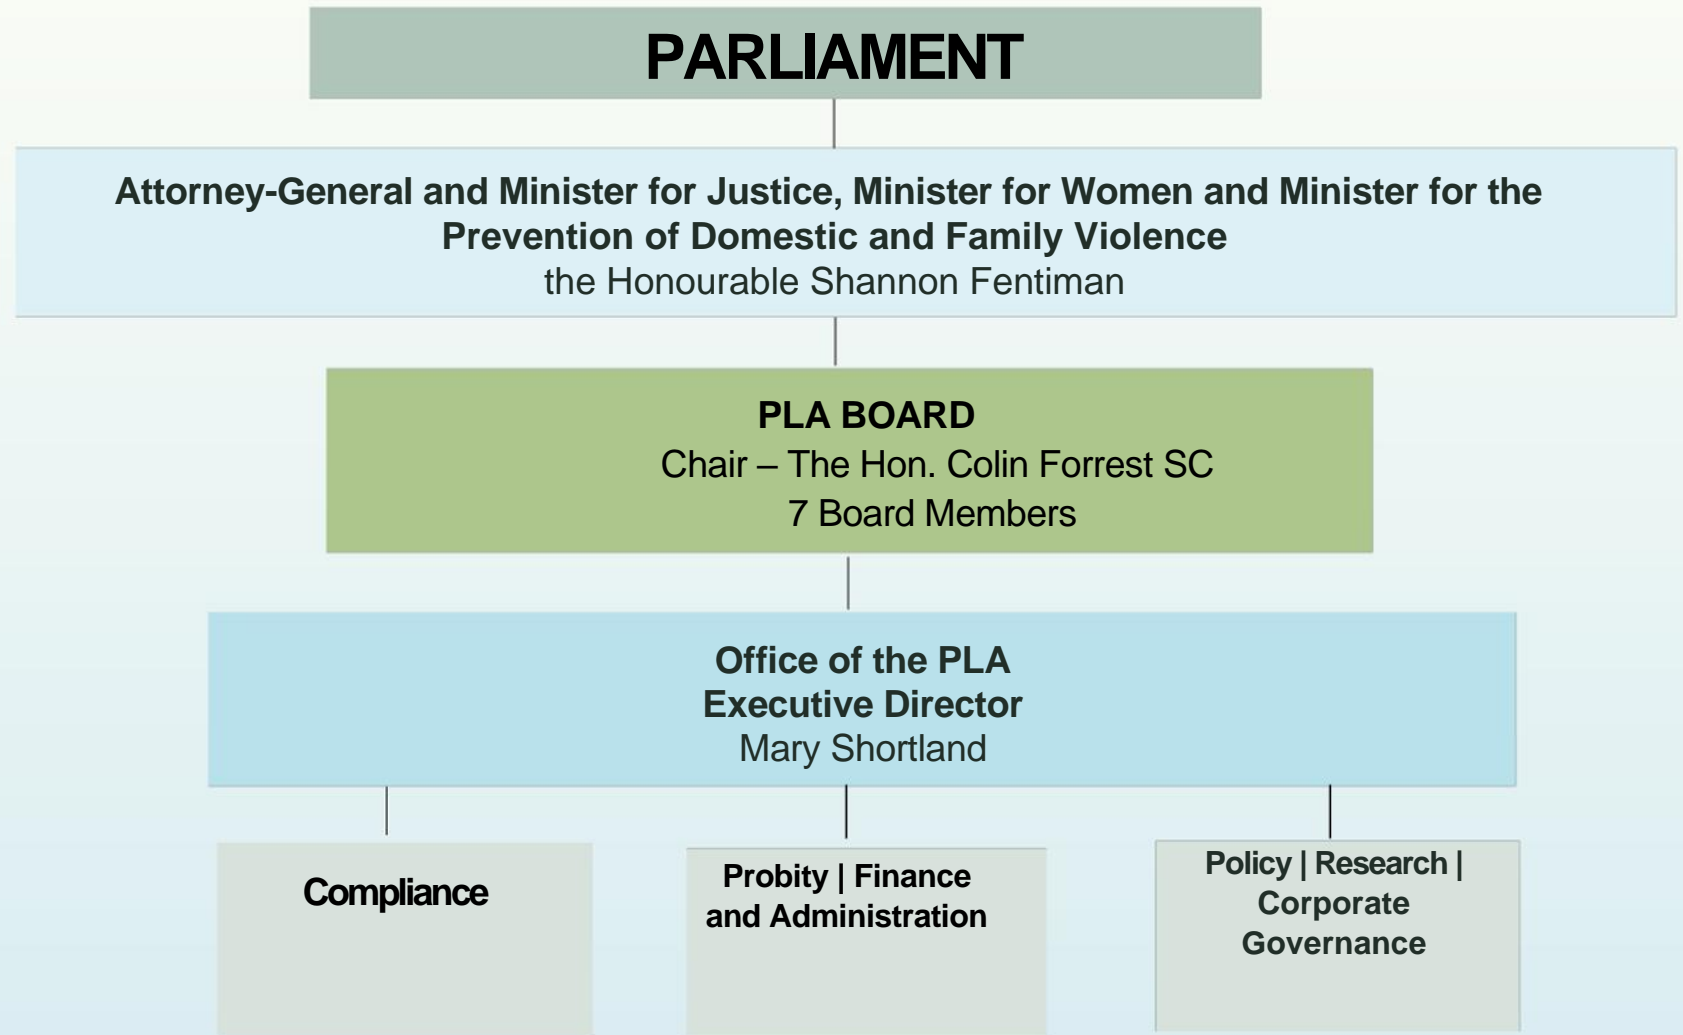 PARLIAMENT
Attorney-General and Minister for Justice, Minister for Women and Minister for the
Prevention of Domestic and Family Violence
the Honourable Shannon Fentiman
PLA BOARD
Chair – The Hon. Colin Forrest SC
7 Board Members
Office of the PLA
Executive Director
Mary Shortland
Compliance
Probity | Finance
and Administration
Policy | Research |
Corporate
Governance